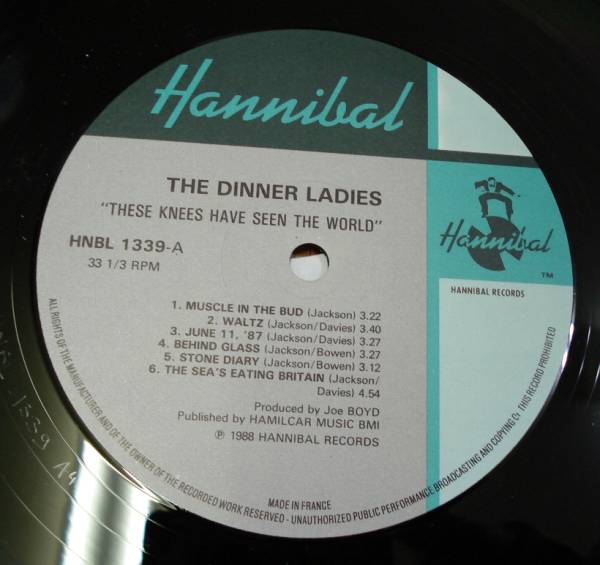 Hannibal
THE DINNER LADIES
"THESE KNEES HAVE SEEN THE WORLD"
HNBL 1339-A
33 1/3 RPM
Hannibal
TM
HANNIBAL RECORDS
1. MUSCLE IN THE BUD (Jackson) 3.22
2. WALTZ (Jackson/Davies) 3.40
3. JUNE 11, '87 (Jackson/Davies) 3.27
4. BEHIND GLASS (Jackson/Bowen) 3.27
5. STONE DIARY (Jackson/Bowen) 3.12
6. THE SEA'S EATING BRITAIN (Jackson/
Davies) 4.54
Produced by Joe BOYD
Published by HAMILCAR MUSIC BMI
℗ 1988 HANNIBAL RECORDS
MADE IN FRANCE
ALL RIGHTS OF THE MANUFACTURER AND OF THE OWNER OF THE RECORDED WORK RESERVED - UNAUTHORIZED PUBLIC PERFORMANCE BROADCASTING AND COPYING OF THIS RECORD PROHIBITED